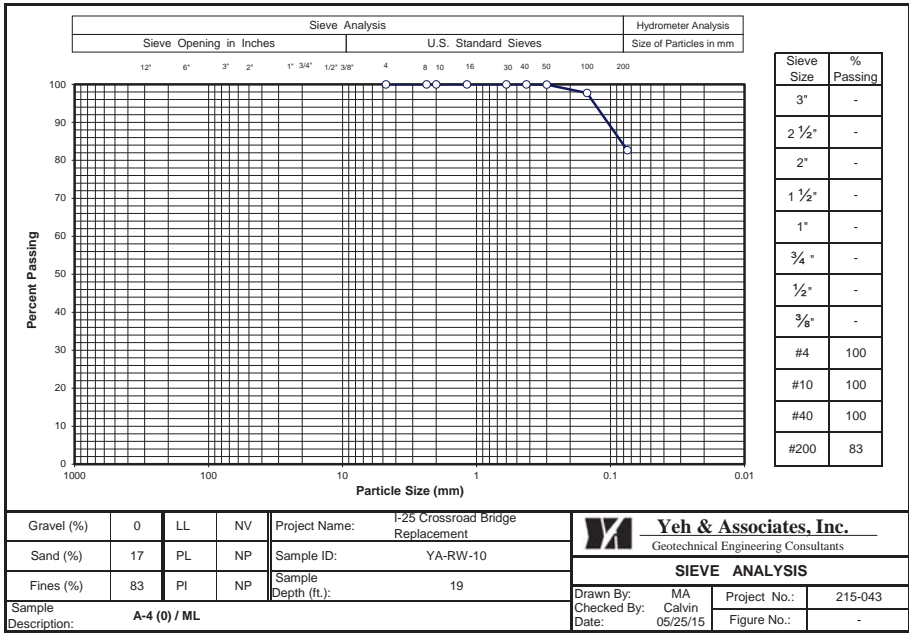 Sieve Analysis
Hydrometer Analysis
Sieve Opening in Inches
U.S. Standard Sieves
Size of Particles in mm
12" 6" 3" 2" 1" 3/4" 1/2" 3/8" 4 8 10 16 30 40 50 100 200
100
90
80
70
60
50
40
30
20
10
0
Percent Passing
1000 100 10 1 0.1 0.01
Particle Size (mm)
Sieve Size % Passing
3" -
2 ½" -
2" -
1 ½" -
1" -
¾ " -
½" -
⅜" -
#4 100
#10 100
#40 100
#200 83
Gravel (%) 0 LL NV
Sand (%) 17 PL NP
Fines (%) 83 PI NP
Sample Description: A-4 (0) / ML
Project Name: I-25 Crossroad Bridge Replacement
Sample ID: YA-RW-10
Sample Depth (ft.): 19
Yeh & Associates, Inc.
Geotechnical Engineering Consultants
SIEVE ANALYSIS
Drawn By: MA
Checked By: Calvin
Date: 05/25/15
Project No.: 215-043
Figure No.: -